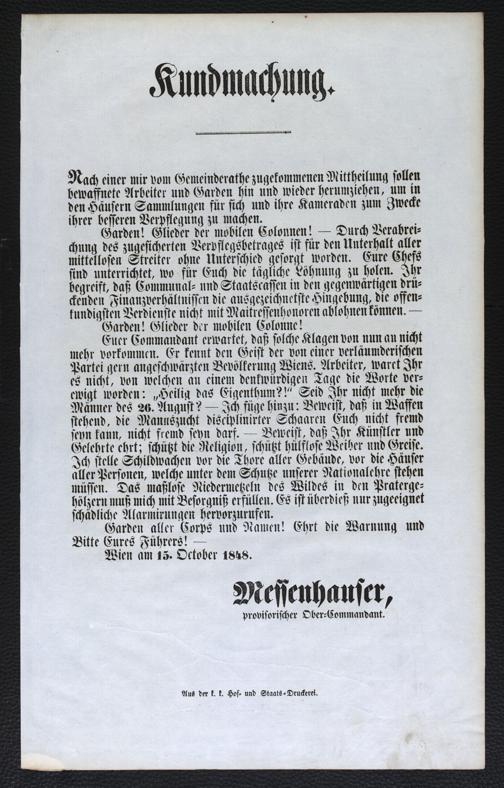 Kundmachung.
Nach einer mir vom Gemeinderathe zugekommenen Mittheilung sollen
bewaffnete Arbeiter und Garden hin und wieder herumziehen, um in
den Häusern Sammlungen für sich und ihre Kameraden zum Zwecke
ihrer besseren Verpflegung zu machen.
Garden! Glieder der mobilen Colonnen! — Durch Verabrei-
chung des zugesicherten Verpflegsbetrages ist für den Unterhalt aller
mittellosen Streiter ohne Unterschied gesorgt worden. Eure Chefs
sind unterrichtet, wo für Euch die tägliche Löhnung zu holen. Ihr
begreift, daß Communal- und Staatscassen in den gegenwärtigen drü-
ckenden Finanzverhältnissen die ausgezeichnetste Hingebung, die offen-
kundigsten Verdienste nicht mit Maitressenhonoren ablohnen können. —
Garden! Glieder der mobilen Colonne!
Euer Commandant erwartet, daß solche Klagen von nun an nicht
mehr vorkommen. Er kennt den Geist der von einer verläumderischen
Partei gern angeschwärzten Bevölkerung Wiens. Arbeiter, waret Ihr
es nicht, von welchen an einem denkwürdigen Tage die Worte ver-
ewigt worden: „Heilig das Eigenthum?!" Seid Ihr nicht mehr die
Männer des 26. August? — Ich füge hinzu: Beweist, daß in Waffen
stehend, die Mannszucht disciplinirter Schaaren Euch nicht fremd
seyn kann, nicht fremd seyn darf. — Beweist, daß Ihr Künstler und
Gelehrte ehrt; schützt die Religion, schützt hülflose Weiber und Greise.
Ich stelle Schildwachen vor die Thore aller Gebäude, vor die Häuser
aller Personen, welche unter dem Schutze unserer Nationalehre stehen
müssen. Das maßlose Niedermetzeln des Wildes in den Praterge-
hölzern muß mich mit Besorgniß erfüllen. Es ist überdieß nur zugeeignet
schädliche Alarmirungen hervorzurufen.
Garden aller Corps und Namen! Ehrt die Warnung und
Bitte Eures Führers! —
Wien am 15. October 1848.
Messenhauser,
provisorischer Ober-Commandant.
Aus der k. k. Hof- und Staats-Druckerei.